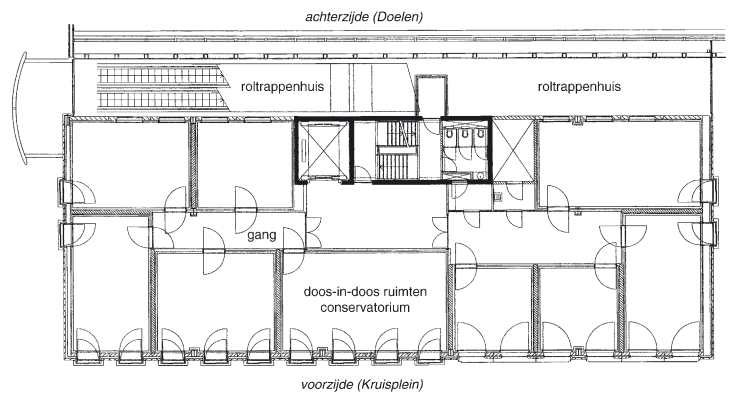 achterzijde (Doelen)
roltrappenhuis
roltrappenhuis
gang
doos-in-doos ruimten
conservatorium
voorzijde (Kruisplein)